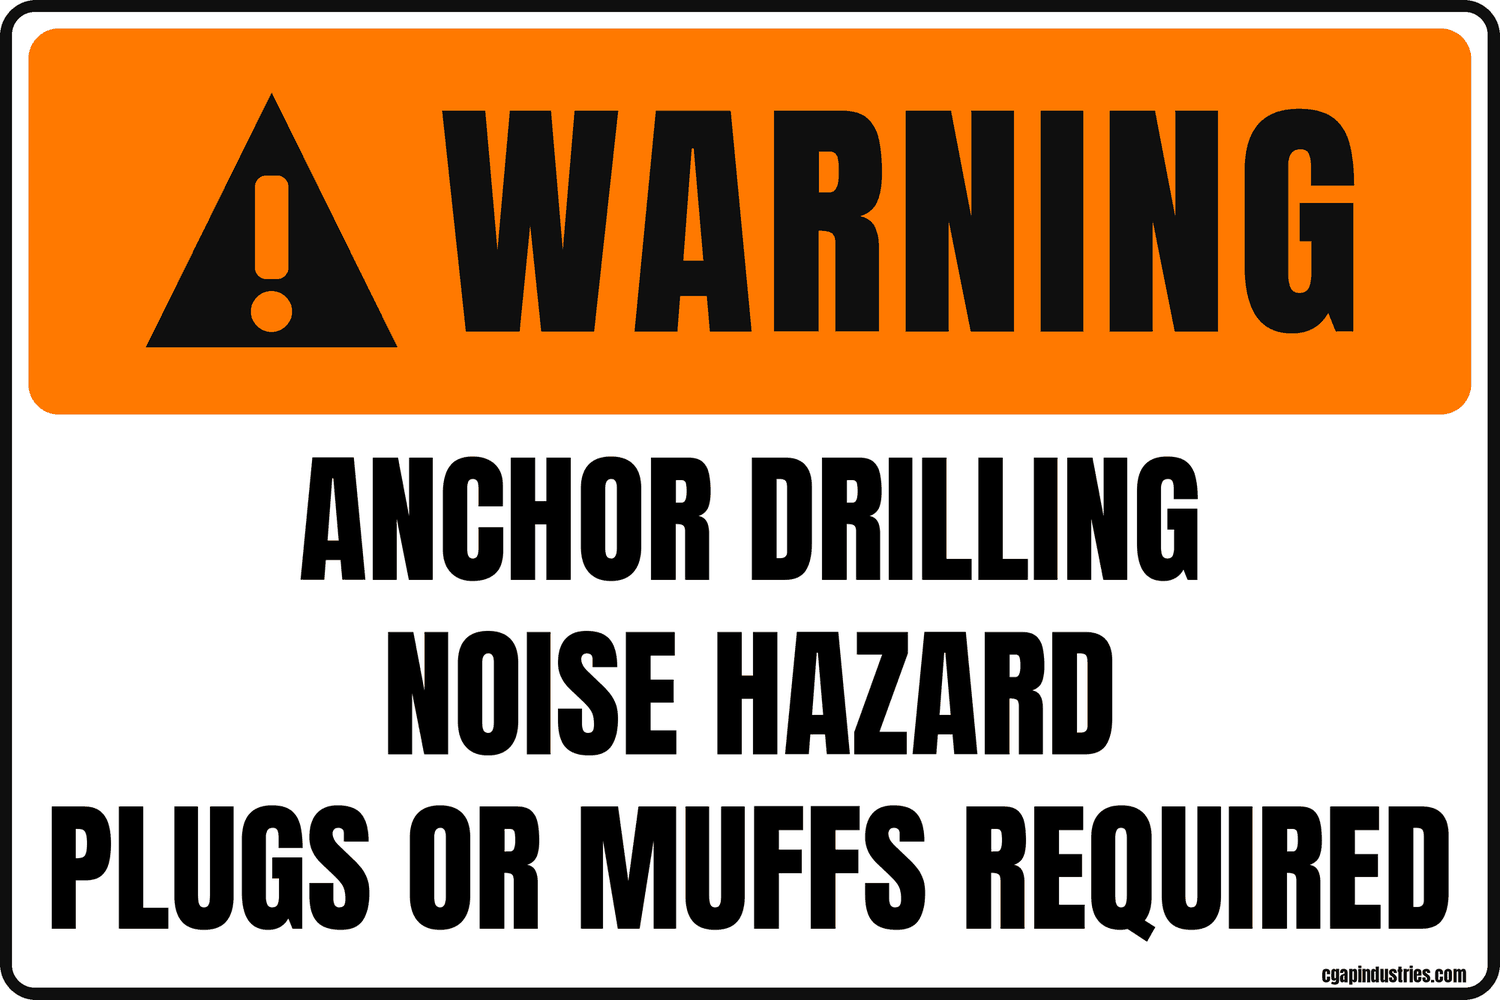 WARNING
ANCHOR DRILLING
NOISE HAZARD
PLUGS OR MUFFS REQUIRED
cgapindustries.com